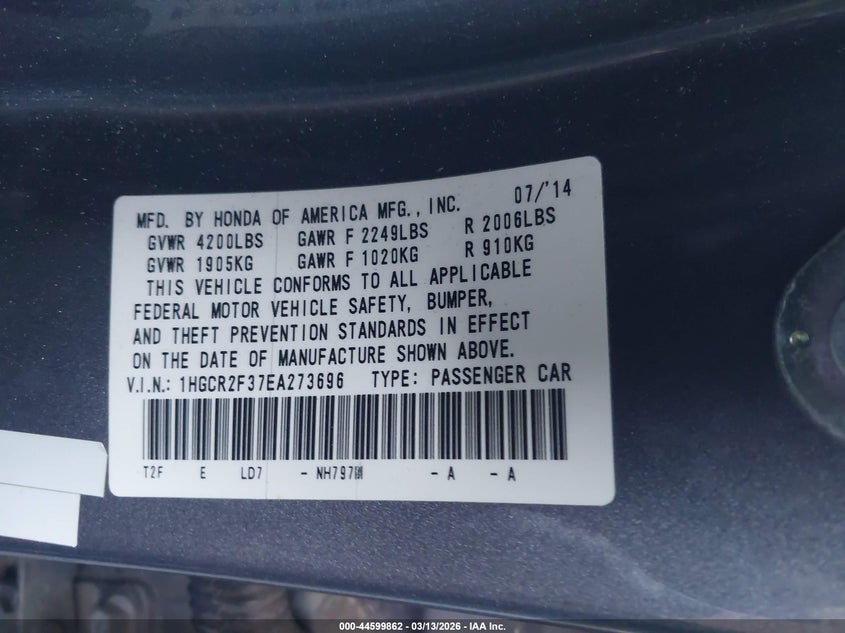 MFD. BY HONDA OF AMERICA MFG., INC. 07/'14
GVWR 4200LBS GAWR F 2249LBS R 2006LBS
GVWR 1905KG GAWR F 1020KG R 910KG
THIS VEHICLE CONFORMS TO ALL APPLICABLE
FEDERAL MOTOR VEHICLE SAFETY, BUMPER,
AND THEFT PREVENTION STANDARDS IN EFFECT
ON THE DATE OF MANUFACTURE SHOWN ABOVE.
V.I.N.: 1HGCR2F37EA273696 TYPE: PASSENGER CAR
T2F E LD7 - NH797M - A - A
000-44599862 - 03/13/2026 - IAA Inc.